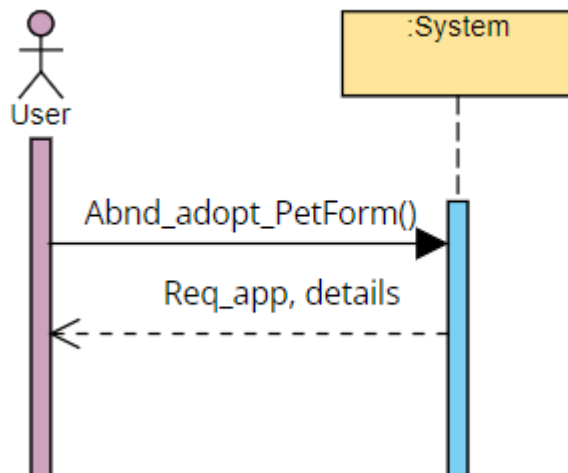 :System
User
Abnd_adopt_PetForm()
Req_app, details